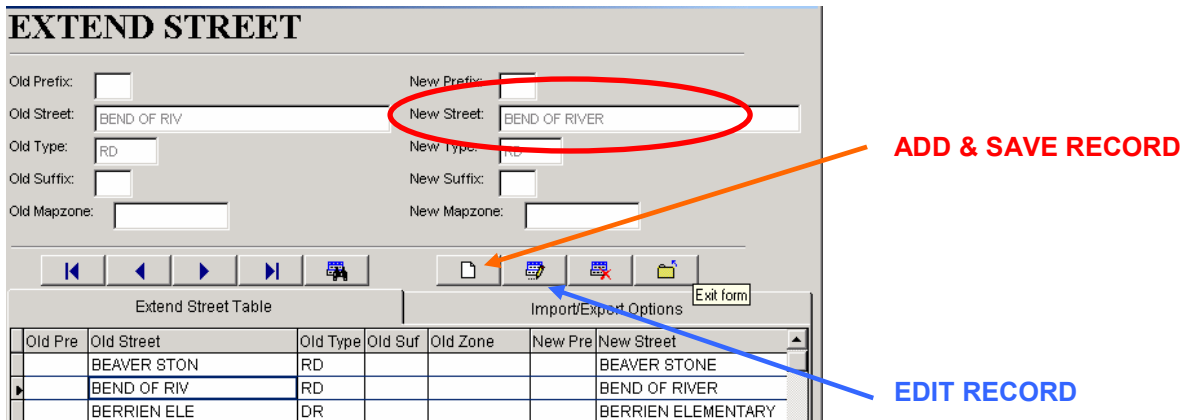 EXTEND STREET
Old Prefix: New Prefix:
Old Street: BEND OF RIV New Street: BEND OF RIVER
ADD & SAVE RECORD
Old Type: RD New Type: RD
Old Suffix: New Suffix:
Old Mapzone: New Mapzone:
Exit form
Extend Street Table Import/Export Options
Old Pre Old Street Old Type Old Suf Old Zone New Pre New Street
BEAVER STON RD BEAVER STONE
BEND OF RIV RD BEND OF RIVER
EDIT RECORD
BERRIEN ELE DR BERRIEN ELEMENTARY